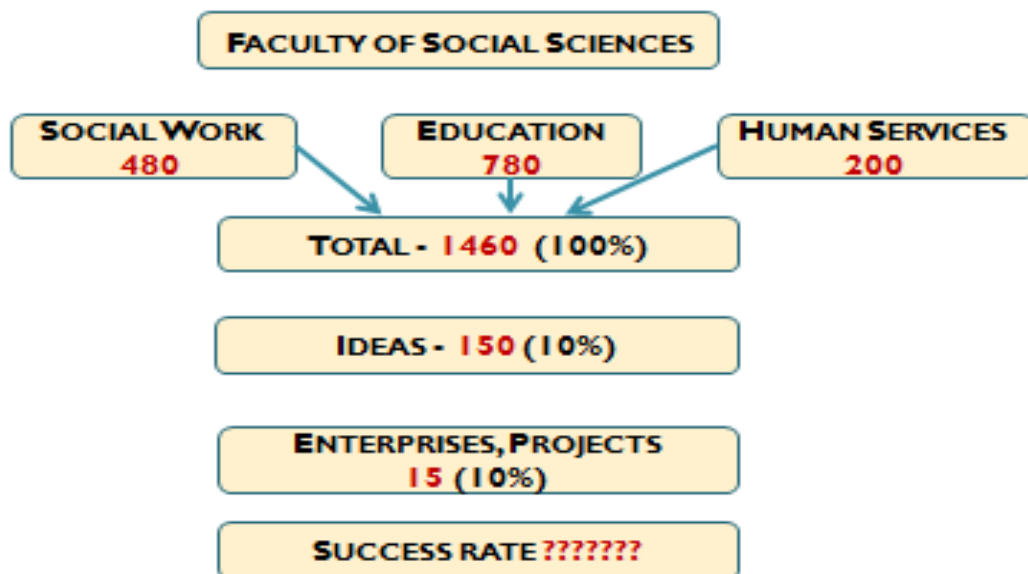 FACULTY OF SOCIAL SCIENCES
SOCIAL WORK
480
EDUCATION
780
HUMAN SERVICES
200
TOTAL - 1460 (100%)
IDEAS - 150 (10%)
ENTERPRISES, PROJECTS
15 (10%)
SUCCESS RATE ???????